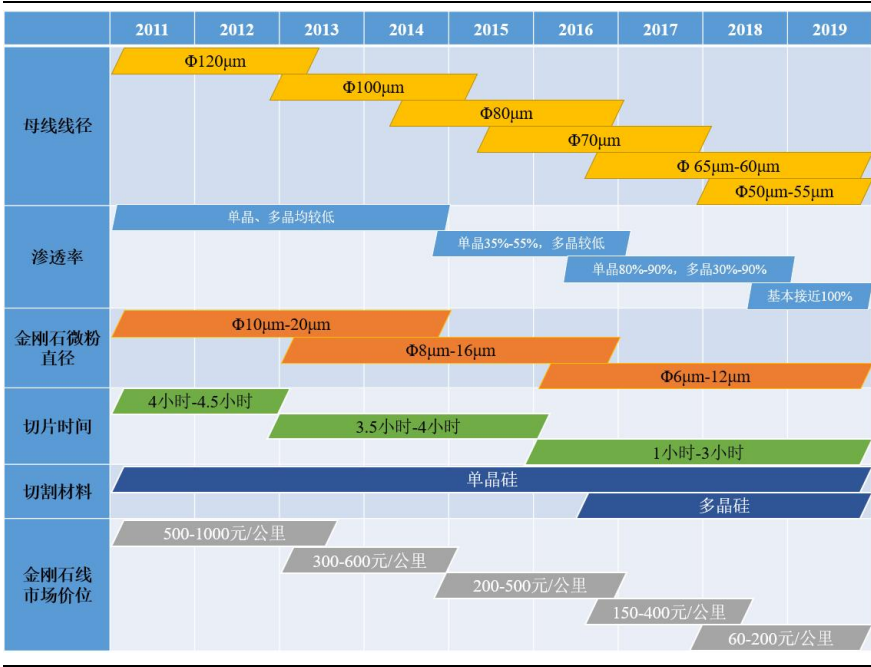 2011 2012 2013 2014 2015 2016 2017 2018 2019
母线线径
Φ120μm
Φ100μm
Φ80μm
Φ70μm
Φ 65μm-60μm
Φ50μm-55μm
渗透率
单晶、多晶均较低
单晶35%-55%，多晶较低
单晶80%-90%，多晶30%-90%
基本接近100%
金刚石微粉
直径
Φ10μm-20μm
Φ8μm-16μm
Φ6μm-12μm
切片时间
4小时-4.5小时
3.5小时-4小时
1小时-3小时
切割材料
单晶硅
多晶硅
金刚石线
市场价位
500-1000元/公里
300-600元/公里
200-500元/公里
150-400元/公里
60-200元/公里